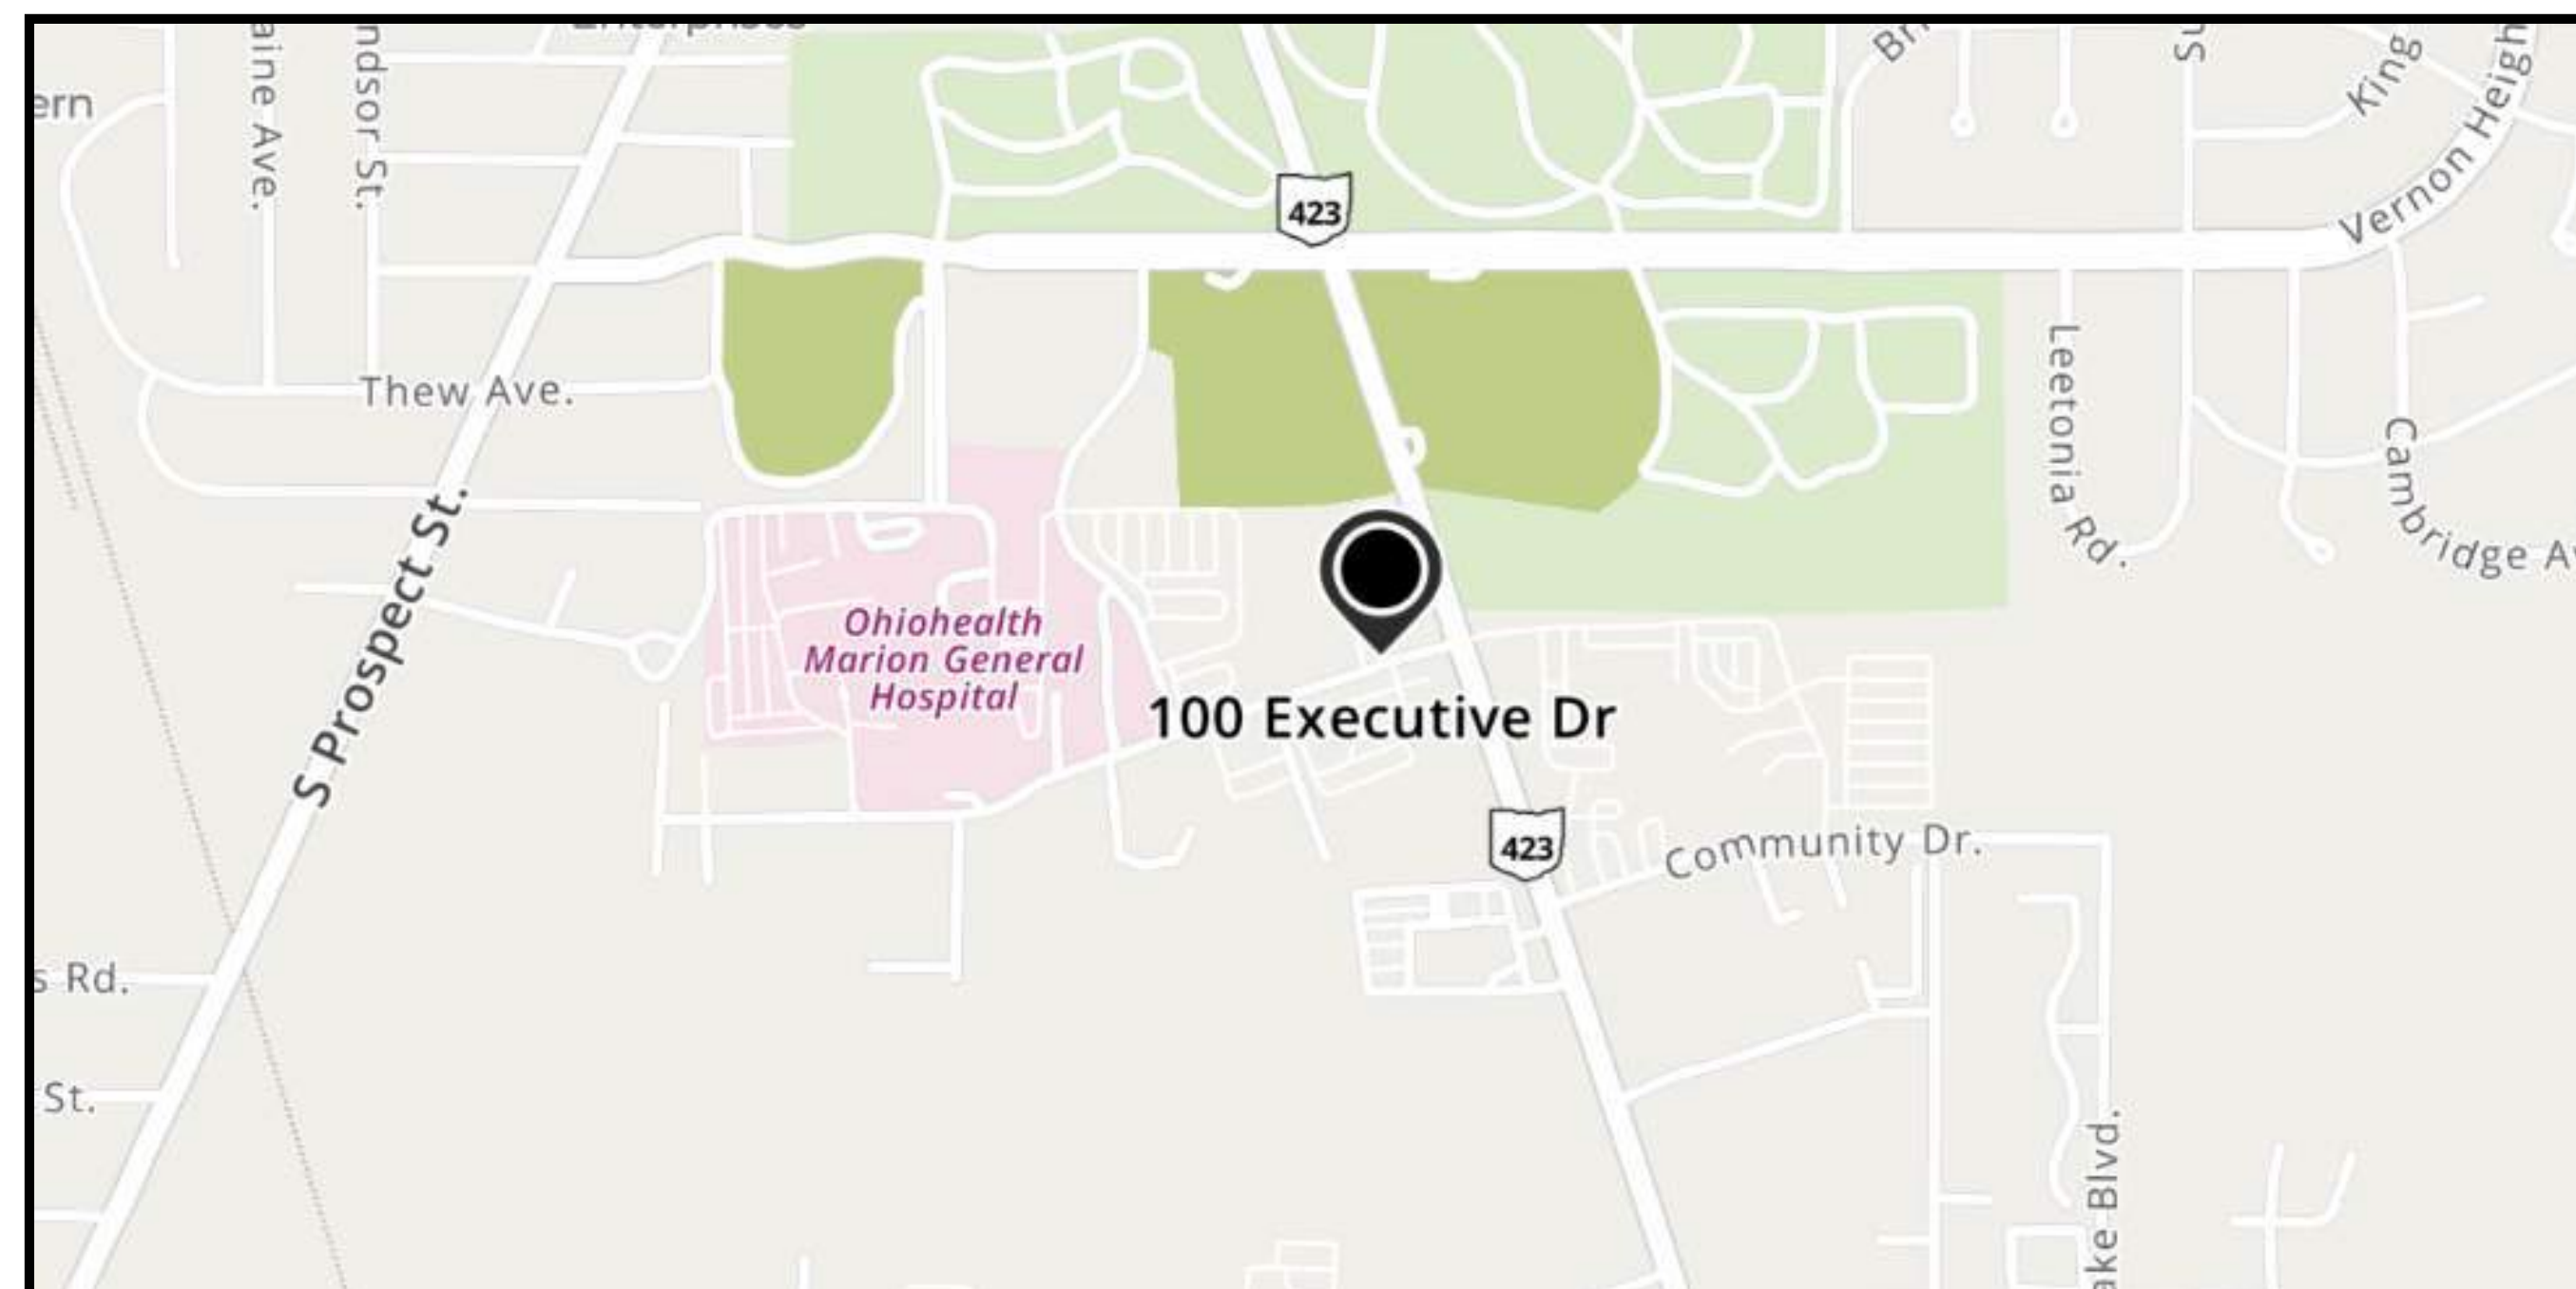 ern
423
Vernon
King
Thew Ave.
Leetonia Rd.
Cambridge
S Prospect St.
Ohiohealth
Marion General
Hospital
100 Executive Dr
423
Community Dr.
Rd.
St.
Blvd.